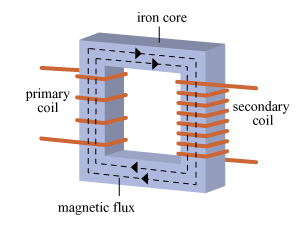 iron core
primary
coil
secondary
coil
magnetic flux